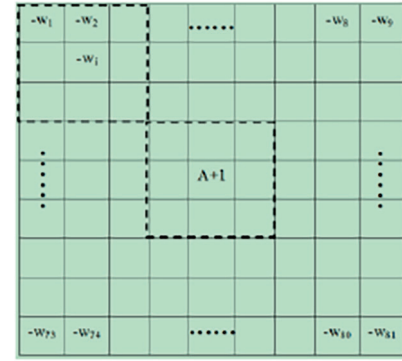 -w₁ -w₂ ...... -w₈ -w₉
-wᵢ
A+1
-w₇₃ -w₇₄ ...... -w₈₀ -w₈₁